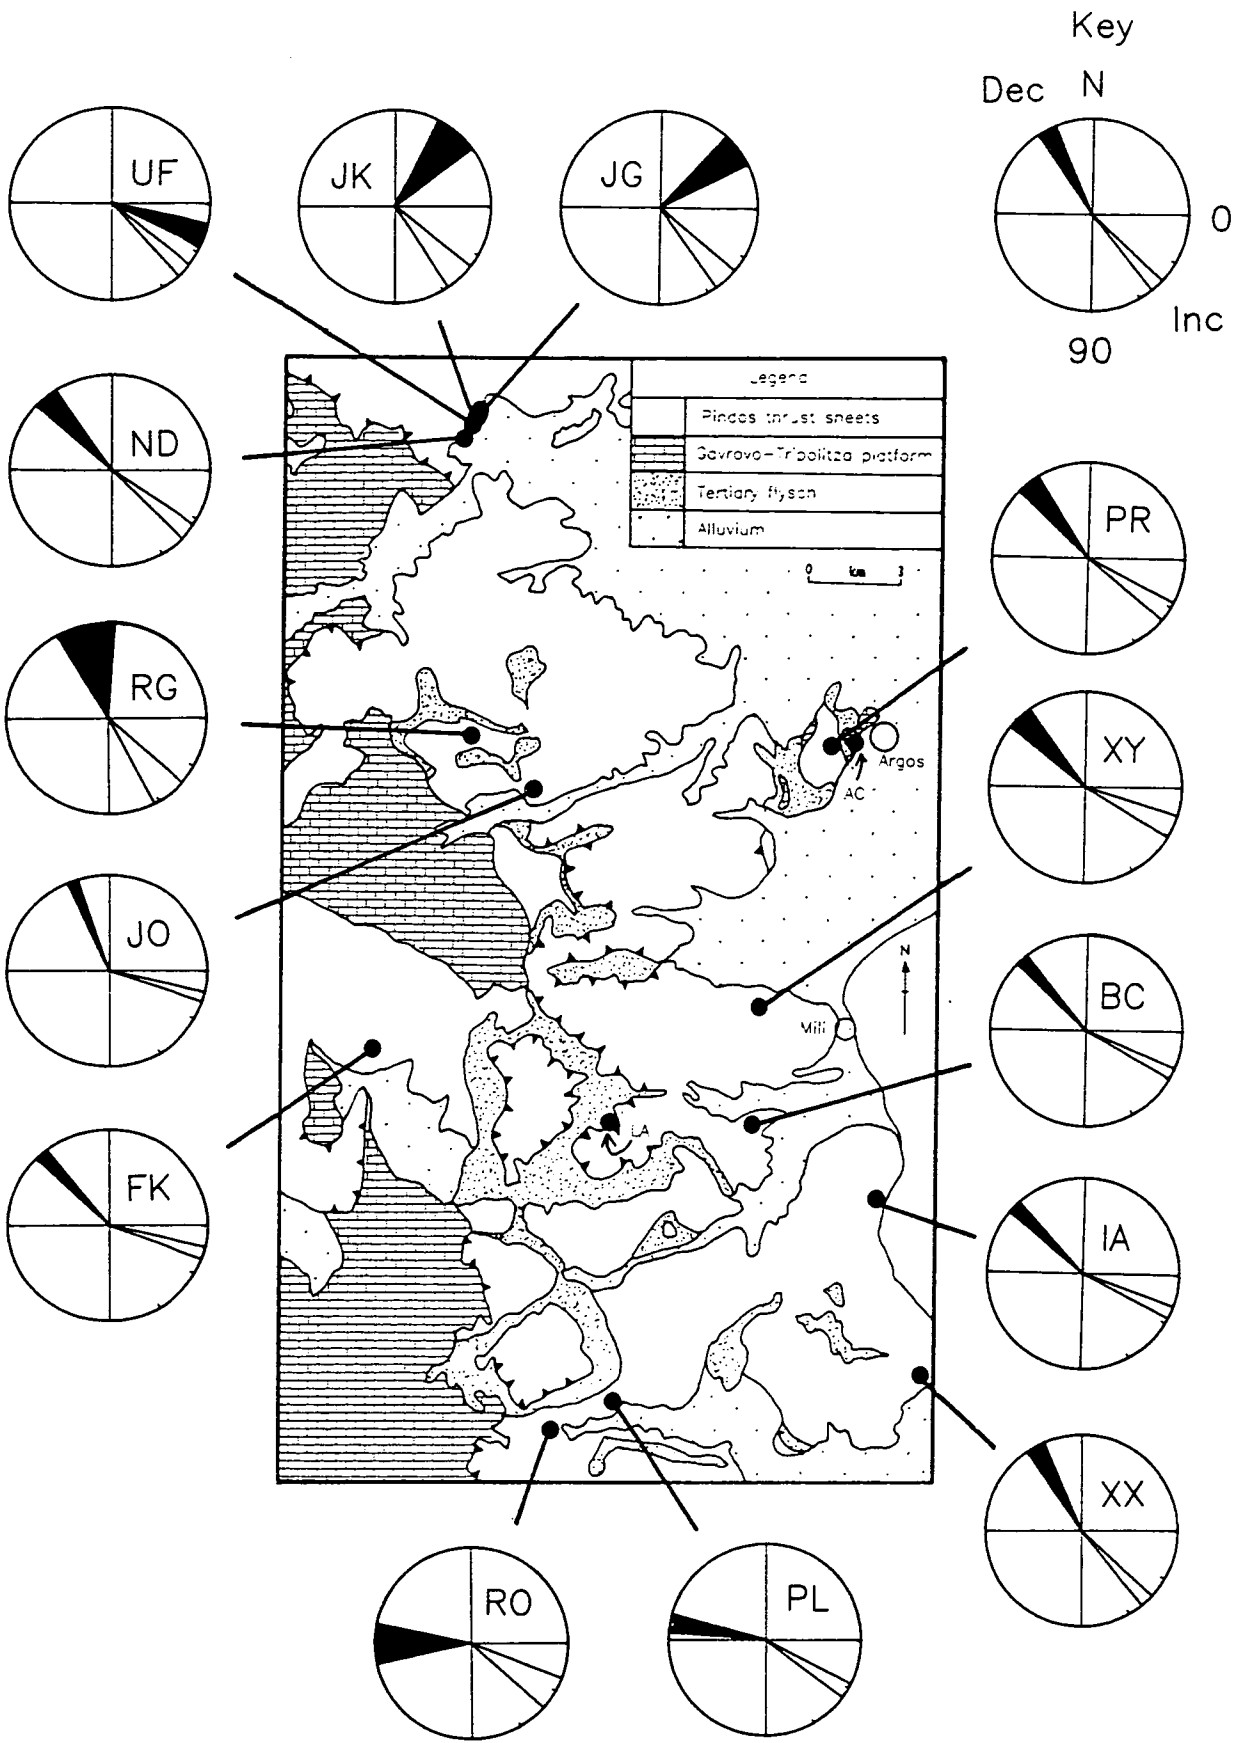 Key
Dec N
0
Inc
90
UF
JK
JG
ND
RG
JO
FK
Legend
Pindos thrust sheets
Gavrovo-Tripolitza platform
Tertiary flysch
Alluvium
0 km 3
Argos
AC
N
Mili
LA
PR
XY
BC
IA
XX
RO
PL